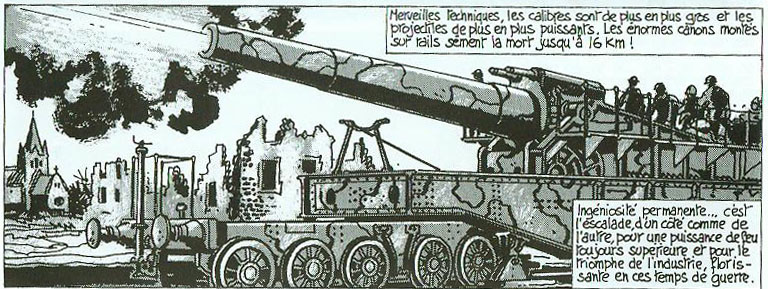 Merveilles techniques, les calibres sont de plus en plus gros et les
projectiles de plus en plus puissants. Les énormes canons montés
sur rails sèment la mort jusqu'à 16 km !
Ingéniosité permanente... c'est
l'escalade, d'un côté comme de
l'autre, pour une puissance de feu
toujours supérieure et pour le
triomphe de l'industrie, floris-
sante en ces temps de guerre.